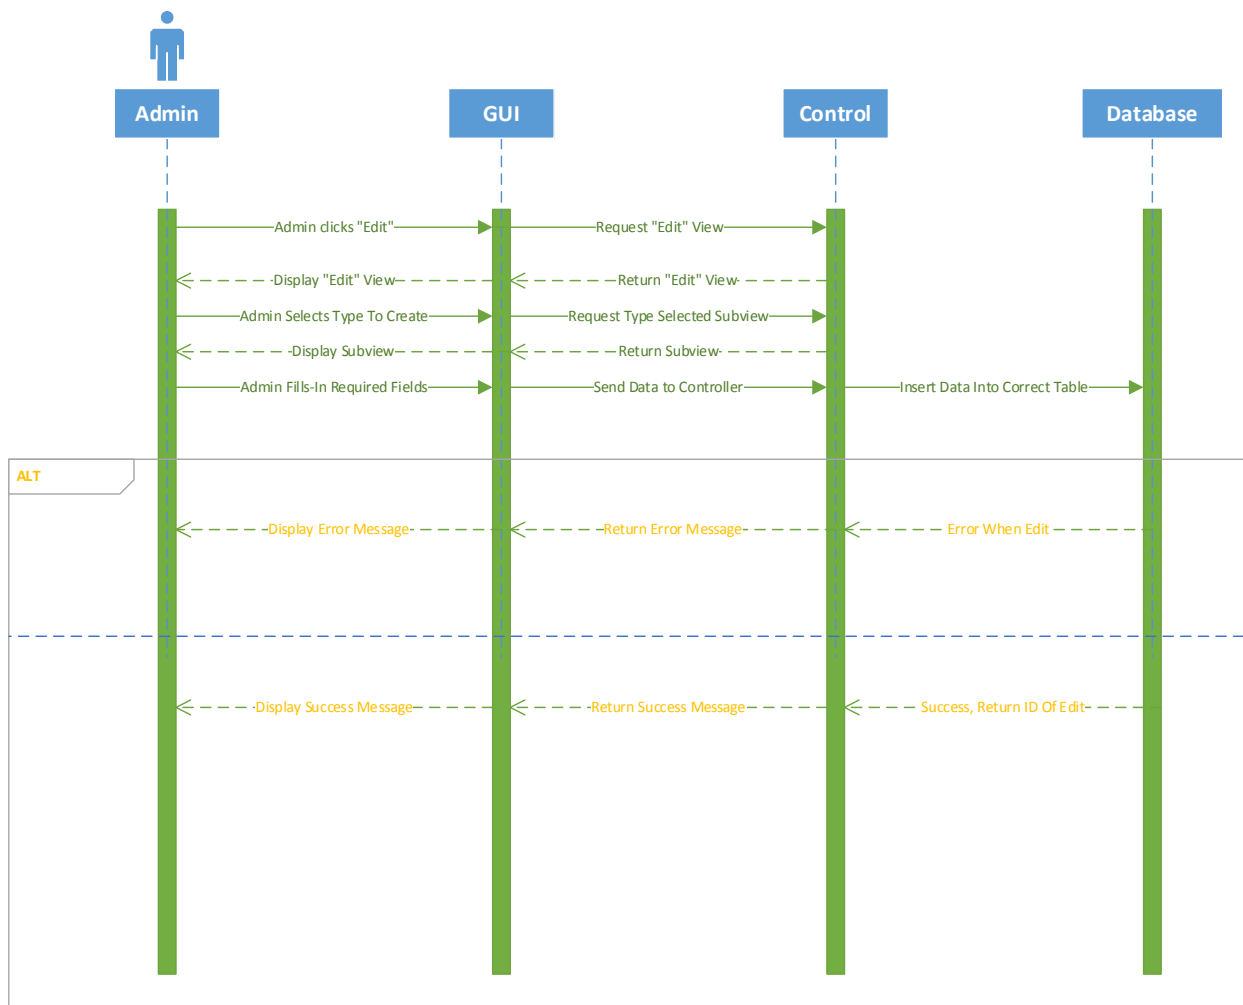 Admin
GUI
Control
Database
Admin clicks "Edit"
Request "Edit" View
Display "Edit" View
Return "Edit" View
Admin Selects Type To Create
Request Type Selected Subview
Display Subview
Return Subview
Admin Fills-In Required Fields
Send Data to Controller
Insert Data Into Correct Table
ALT
Display Error Message
Return Error Message
Error When Edit
Display Success Message
Return Success Message
Success, Return ID Of Edit